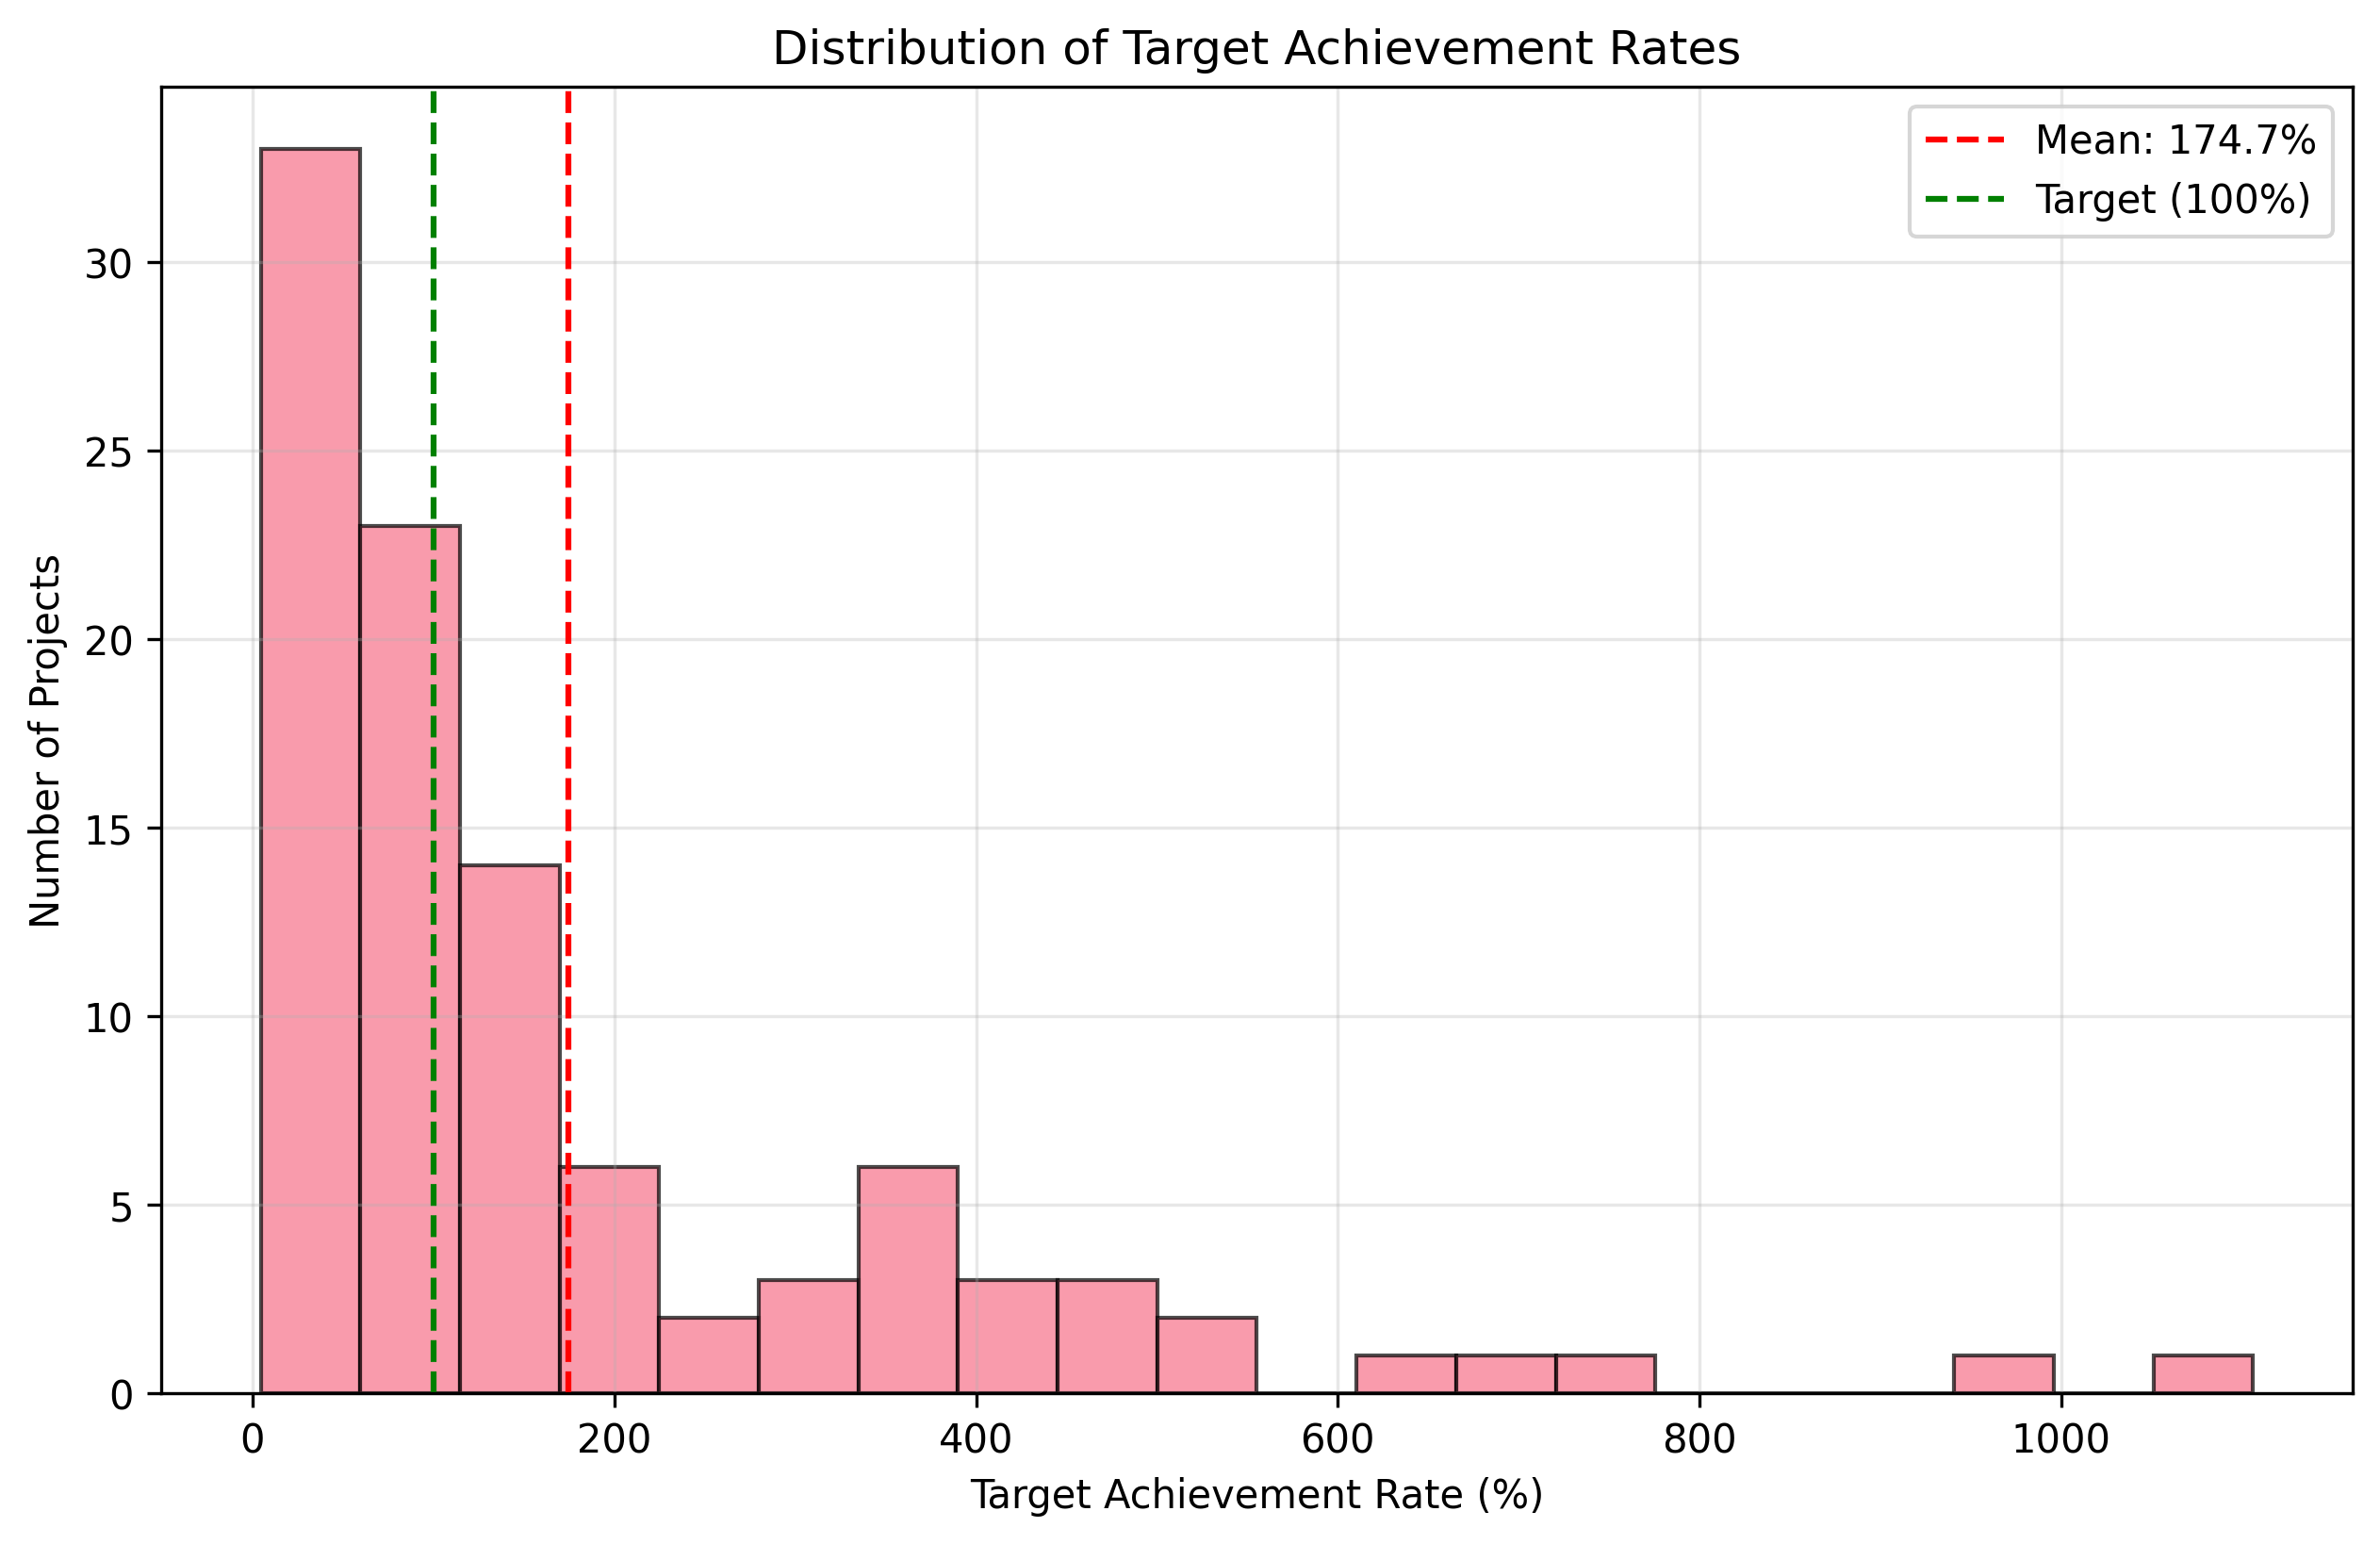 Distribution of Target Achievement Rates
Mean: 174.7%
Target (100%)
Number of Projects
30
25
20
15
10
5
0
0 200 400 600 800 1000
Target Achievement Rate (%)